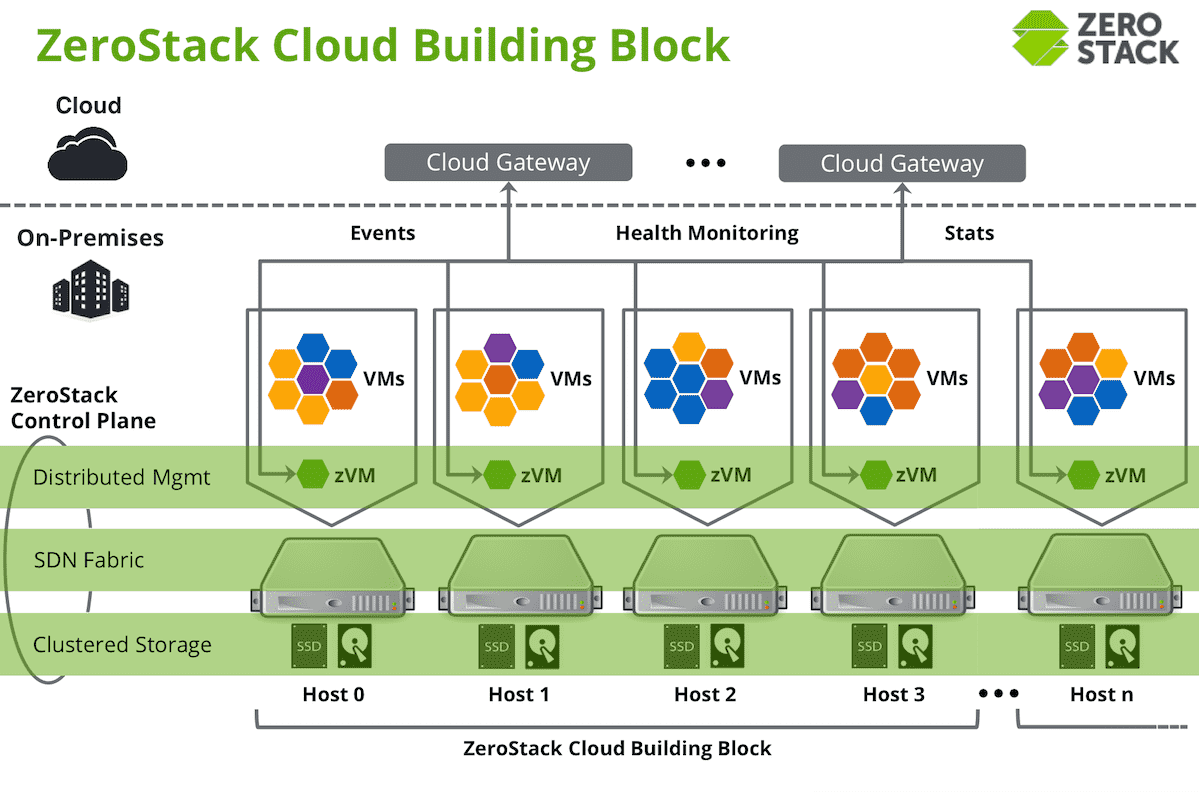 ZeroStack Cloud Building Block
ZERO
STACK
Cloud
Cloud Gateway
Cloud Gateway
On-Premises
Events
Health Monitoring
Stats
VMs
VMs
VMs
VMs
VMs
ZeroStack
Control Plane
Distributed Mgmt
zVM
zVM
zVM
zVM
zVM
SDN Fabric
Clustered Storage
SSD
SSD
SSD
SSD
SSD
Host 0
Host 1
Host 2
Host 3
Host n
ZeroStack Cloud Building Block